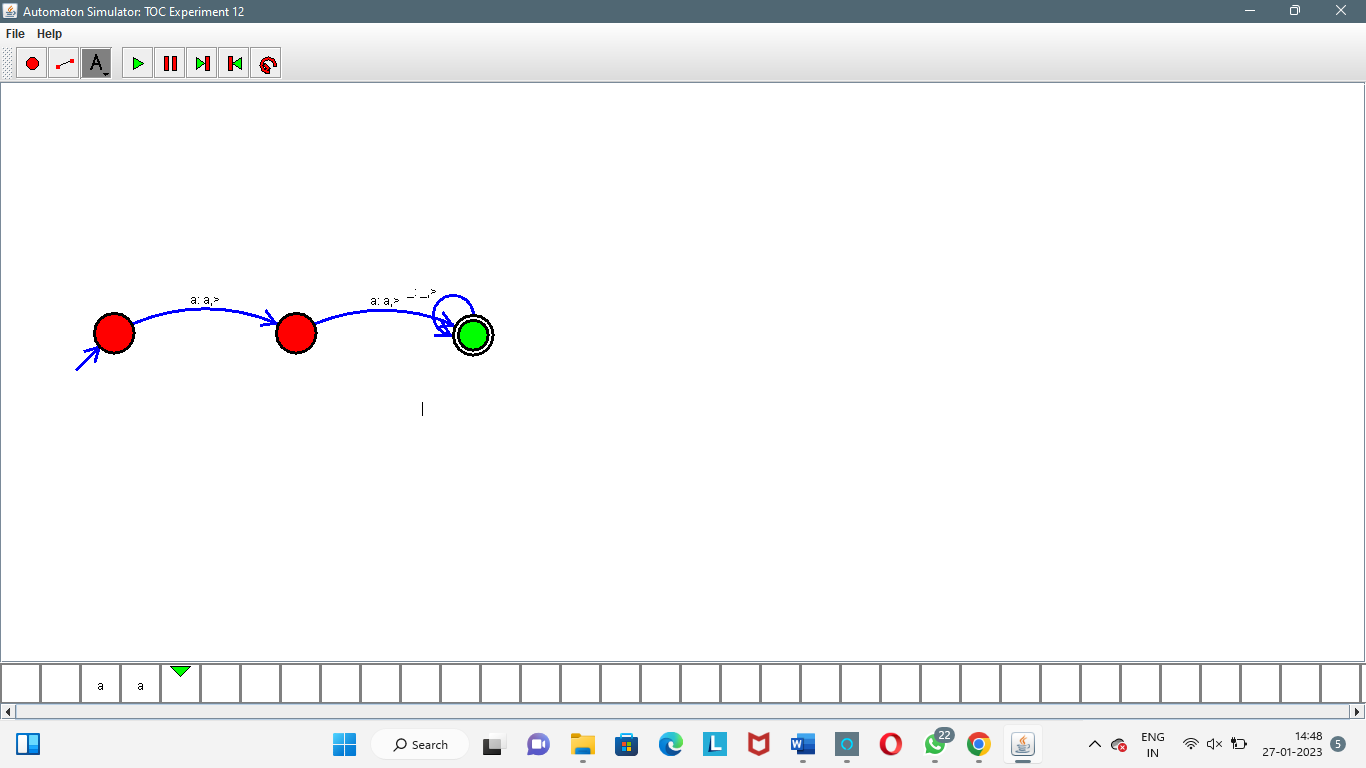 Automaton Simulator: TOC Experiment 12
File Help
A
a: a,>
a: a,>
_: _,>
a a
Search
L
W
22
ENG
IN
14:48
27-01-2023
5